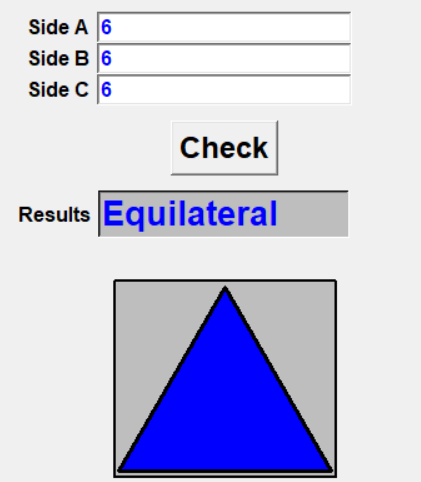 Side A 6
Side B 6
Side C 6
Check
Results Equilateral